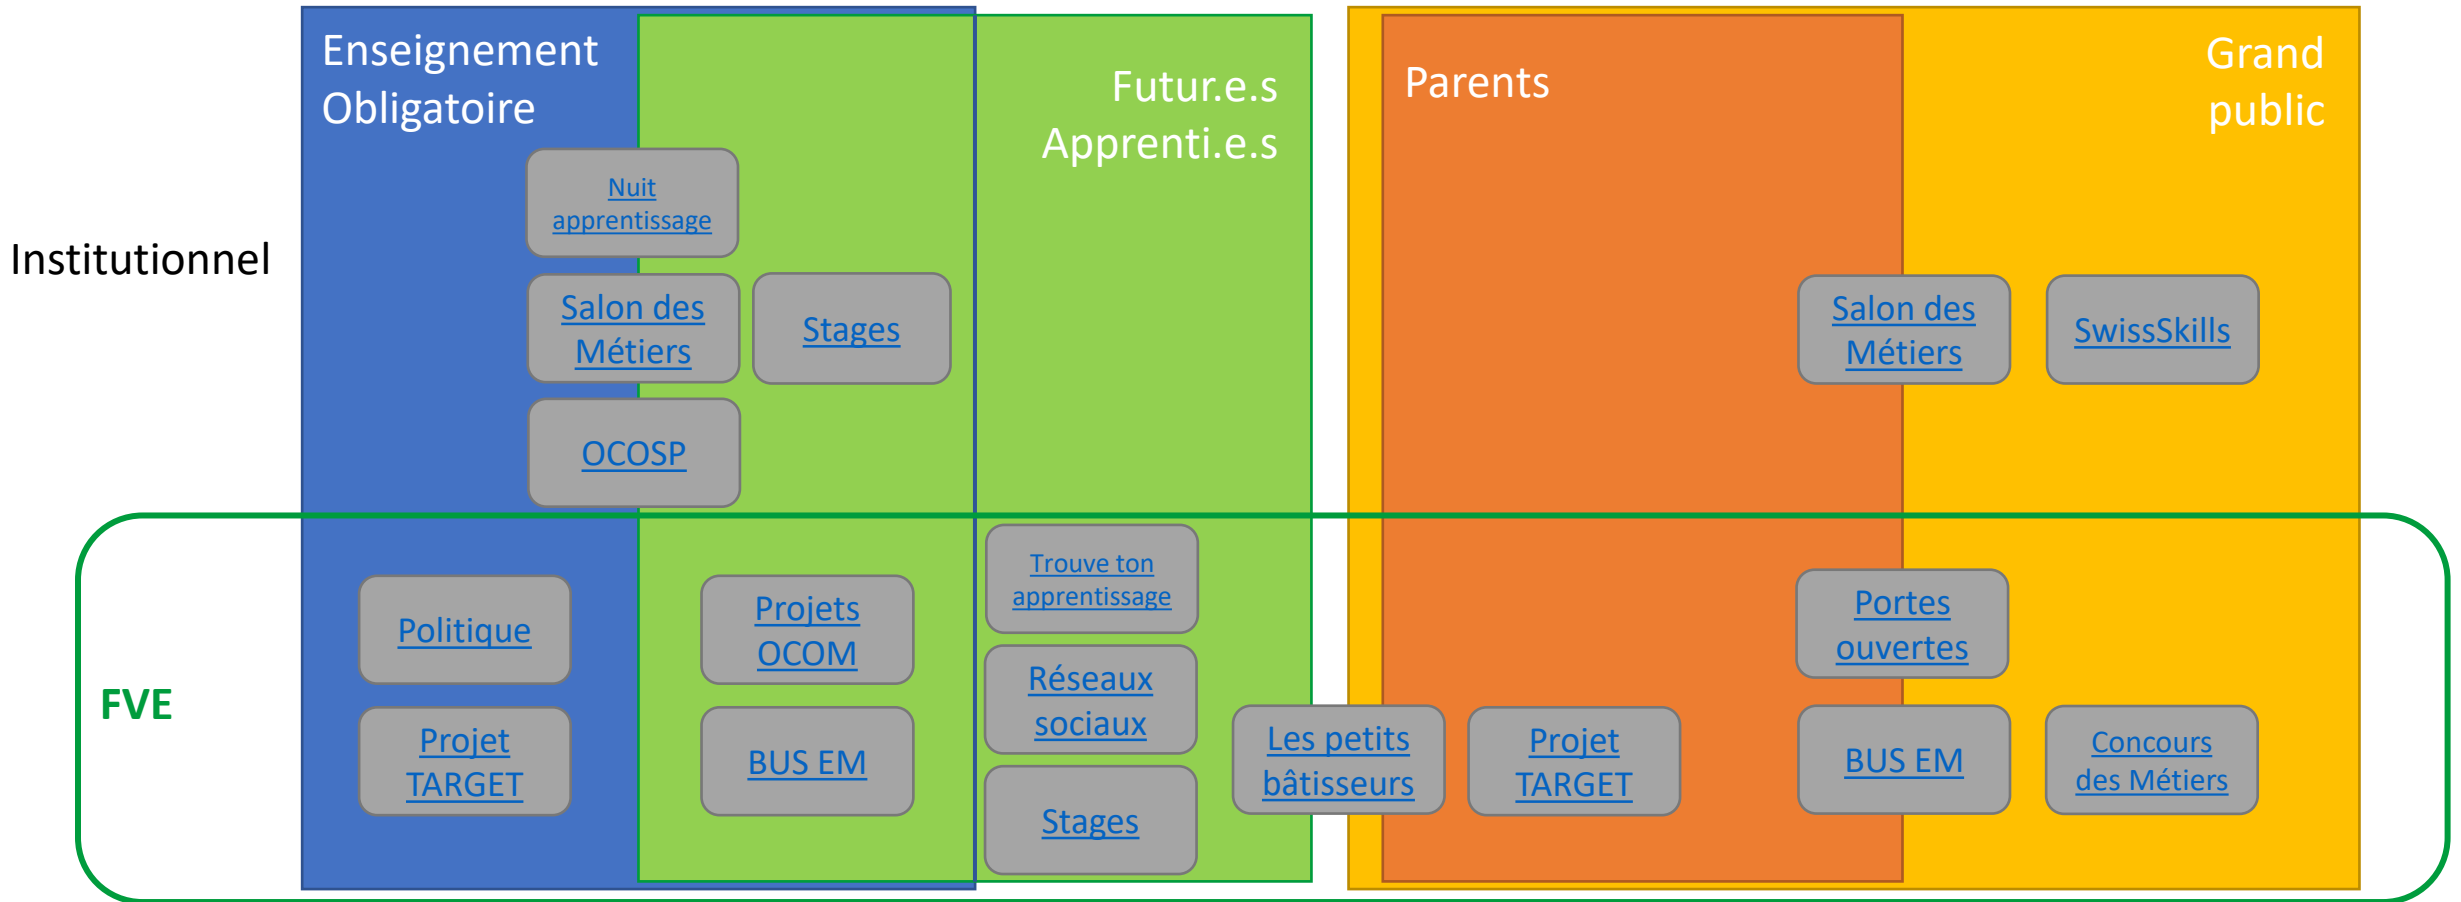 Enseignement
Obligatoire
Futur.e.s
Apprenti.e.s
Parents
Grand
public
Institutionnel
Nuit
apprentissage
Salon des
Métiers
Stages
OCOSP
Salon des
Métiers
SwissSkills
FVE
Politique
Projet
TARGET
Projets
OCOM
BUS EM
Trouve ton
apprentissage
Réseaux
sociaux
Stages
Les petits
bâtisseurs
Projet
TARGET
Portes
ouvertes
BUS EM
Concours
des Métiers